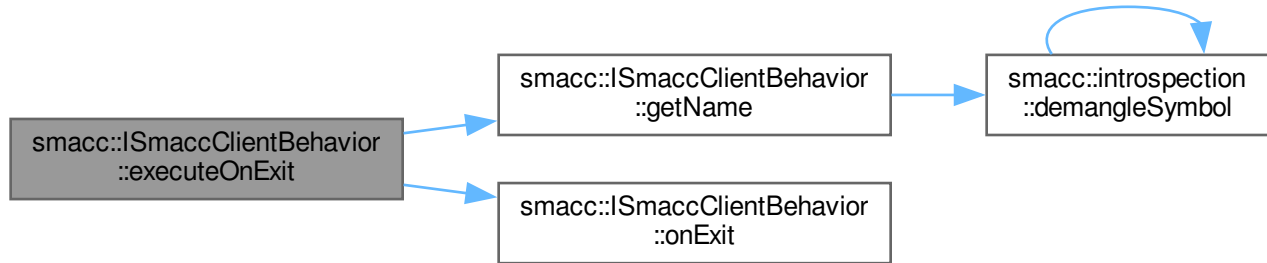 smacc::ISmaccClientBehavior
::executeOnExit
smacc::ISmaccClientBehavior
::getName
smacc::introspection
::demangleSymbol
smacc::ISmaccClientBehavior
::onExit